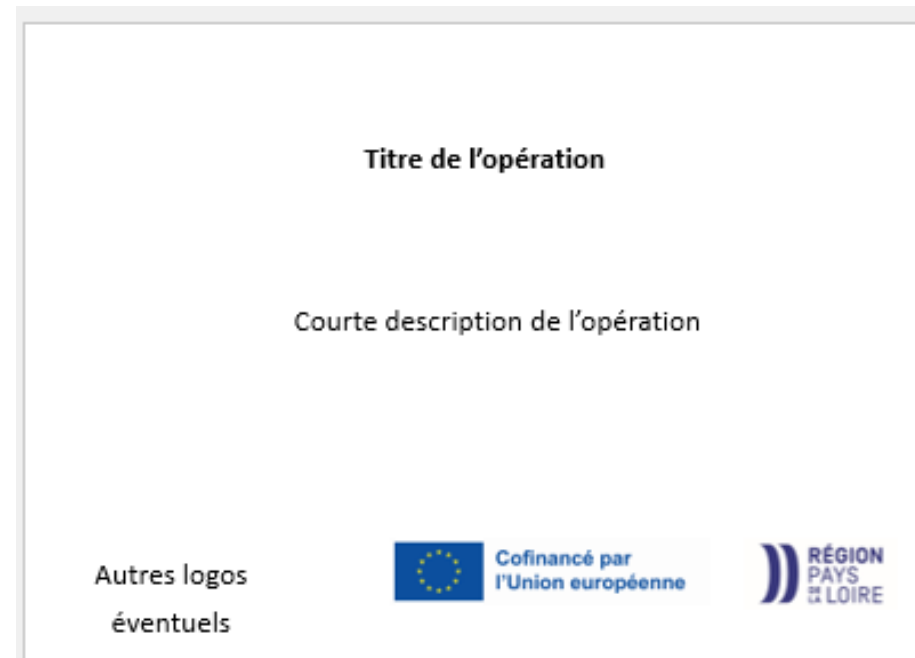 Titre de l’opération
Courte description de l’opération
Autres logos
éventuels
Cofinancé par
l'Union européenne
RÉGION
PAYS
DE LA LOIRE